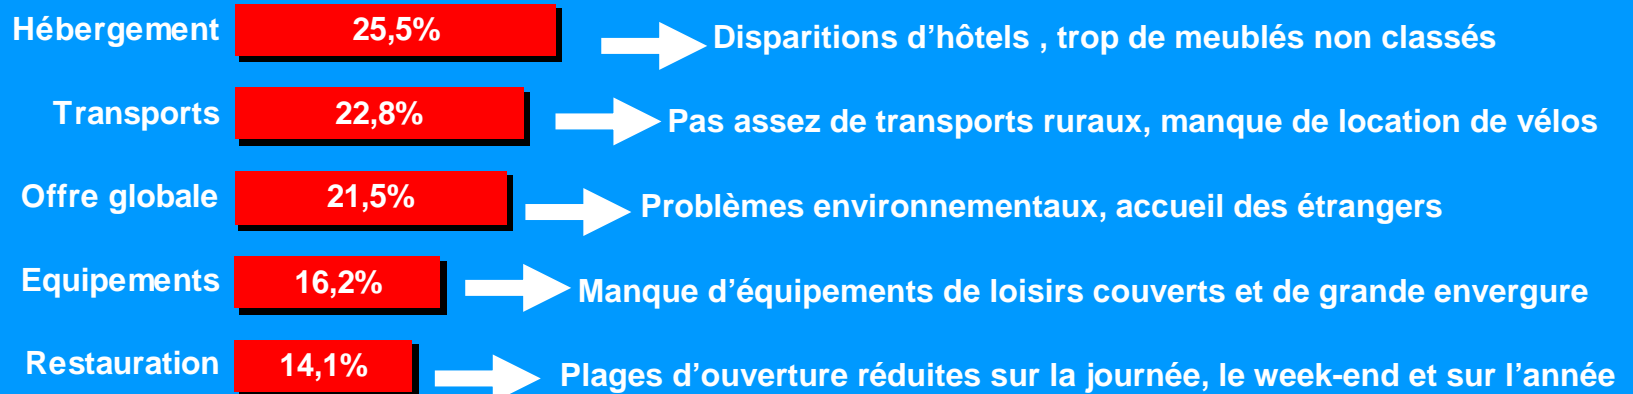 Hébergement 25,5% Disparitions d’hôtels , trop de meublés non classés
Transports 22,8% Pas assez de transports ruraux, manque de location de vélos
Offre globale 21,5% Problèmes environnementaux, accueil des étrangers
Equipements 16,2% Manque d’équipements de loisirs couverts et de grande envergure
Restauration 14,1% Plages d’ouverture réduites sur la journée, le week-end et sur l’année